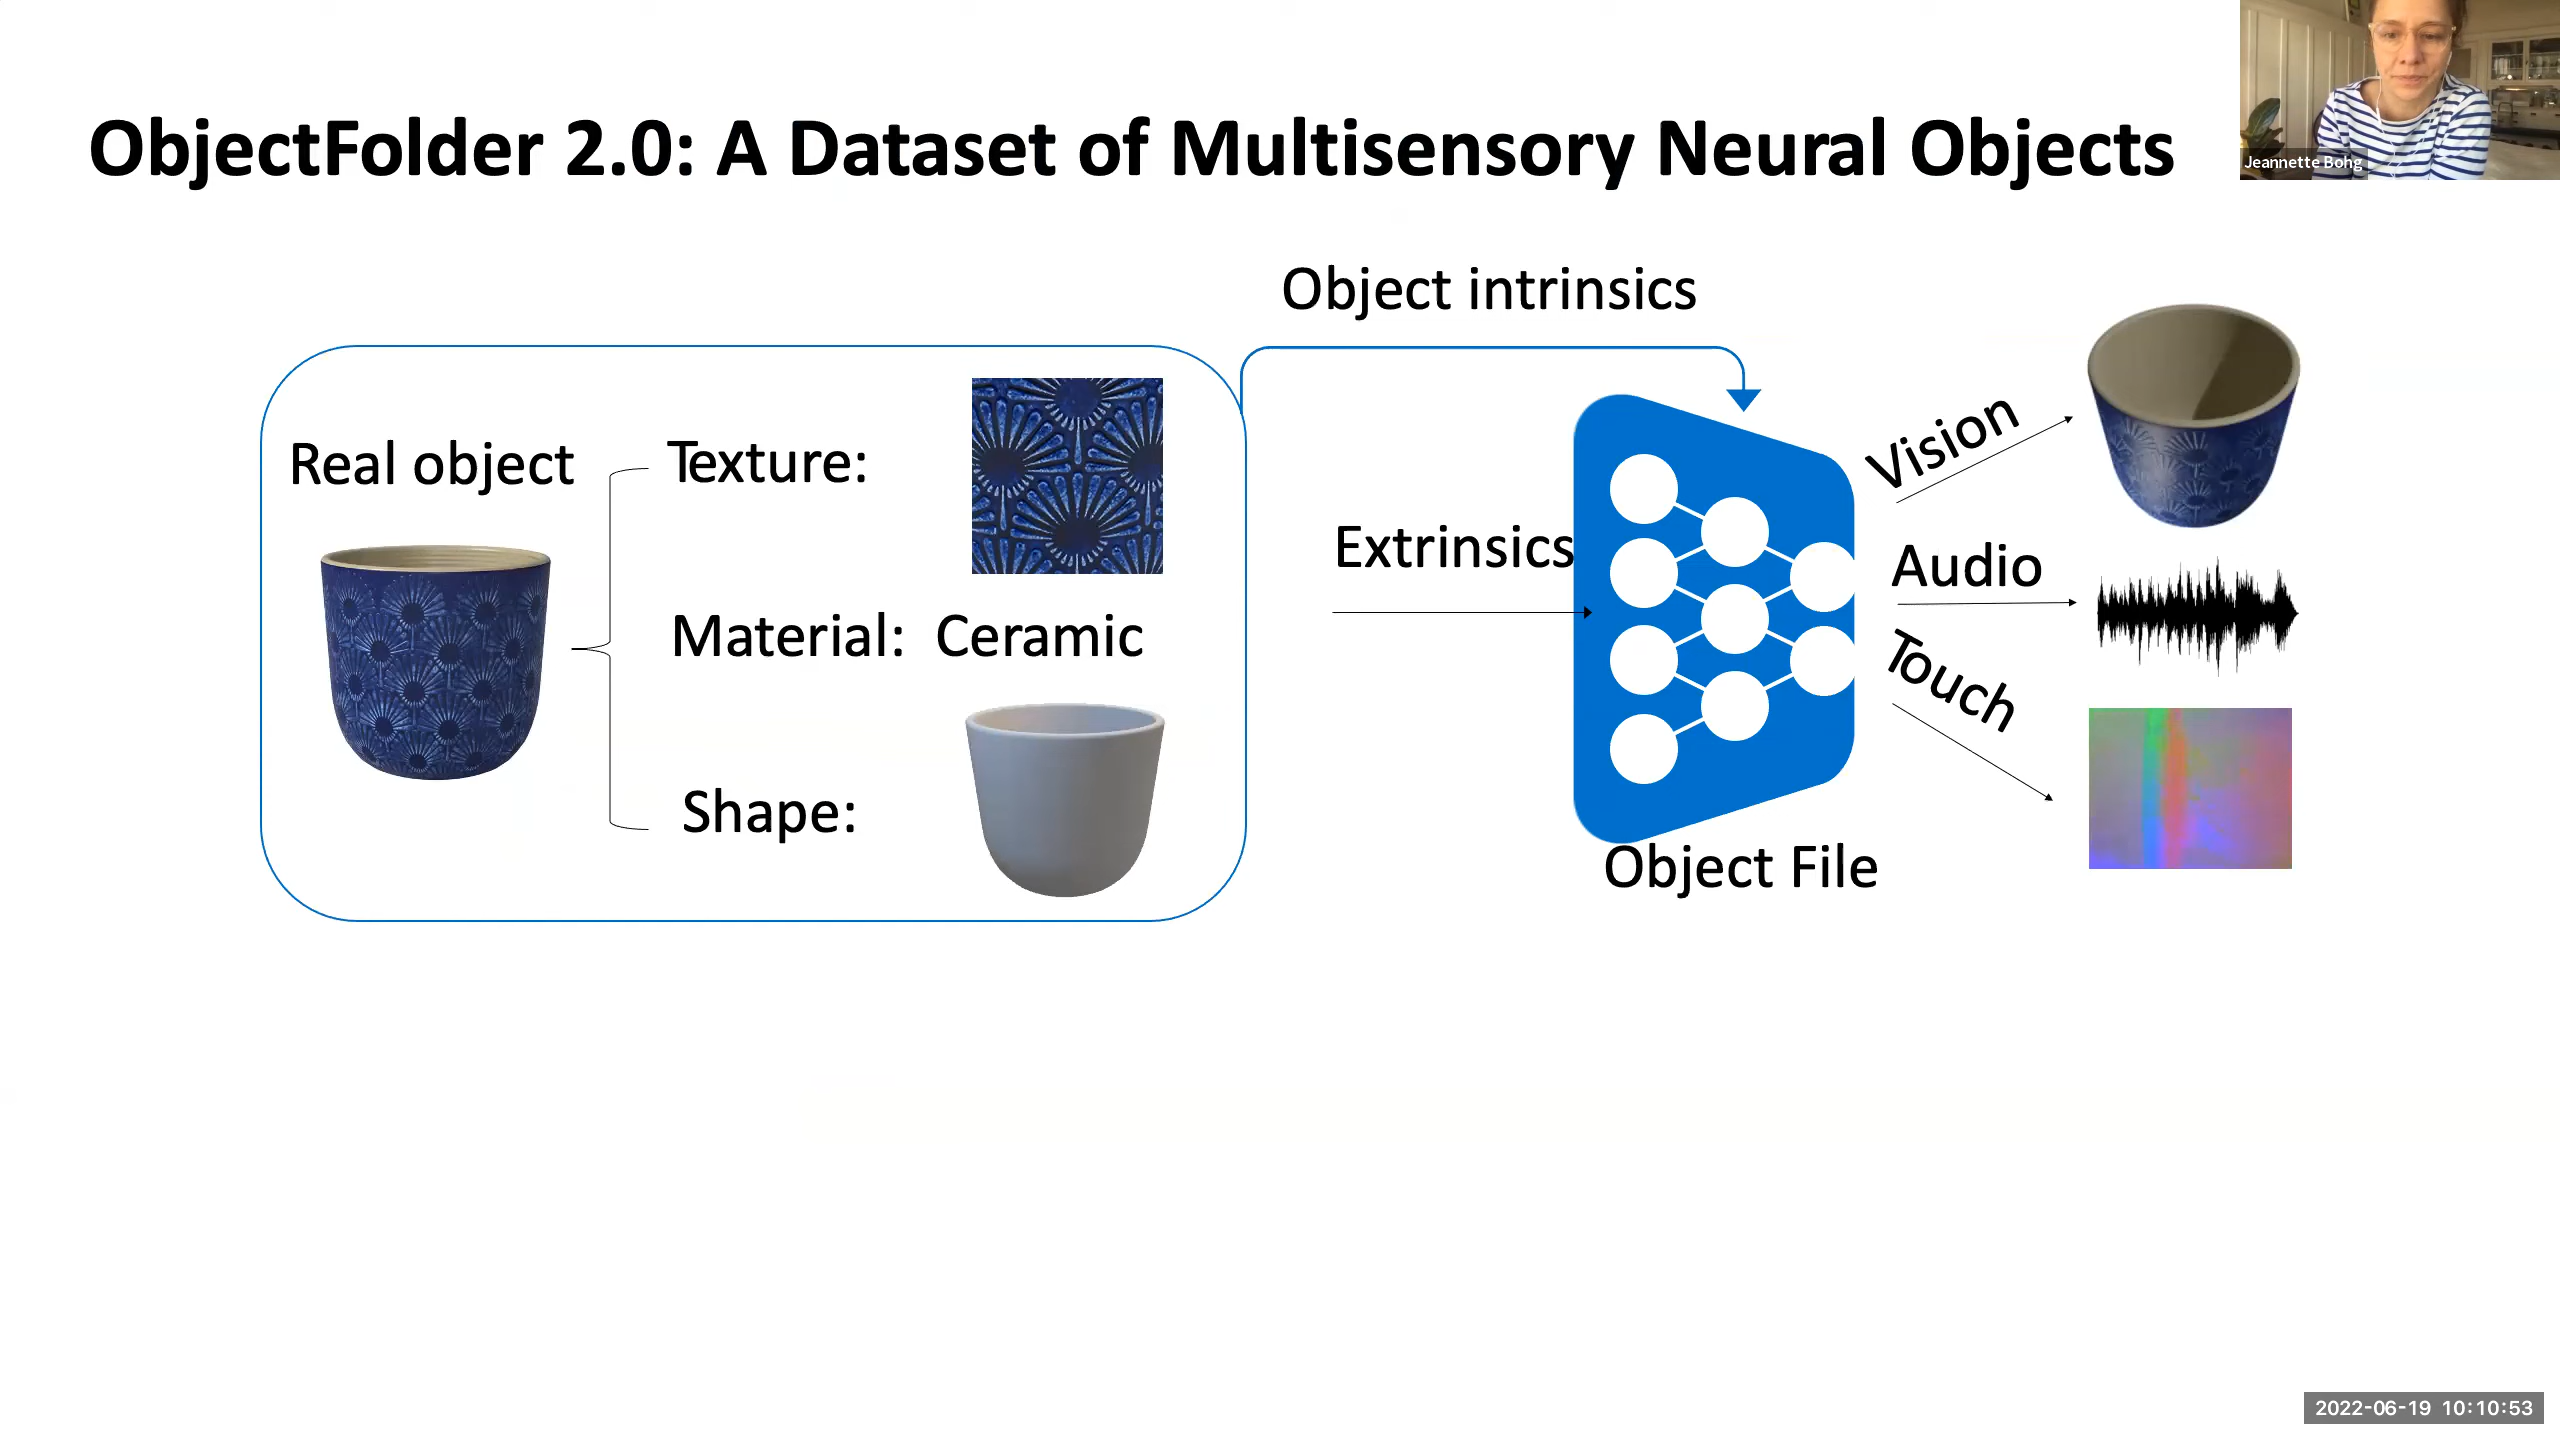 ObjectFolder 2.0: A Dataset of Multisensory Neural Objects
Jeannette Bohg
Object intrinsics
Real object
Texture:
Material: Ceramic
Shape:
Extrinsics
Object File
Vision
Audio
Touch
2022-06-19 10:10:53